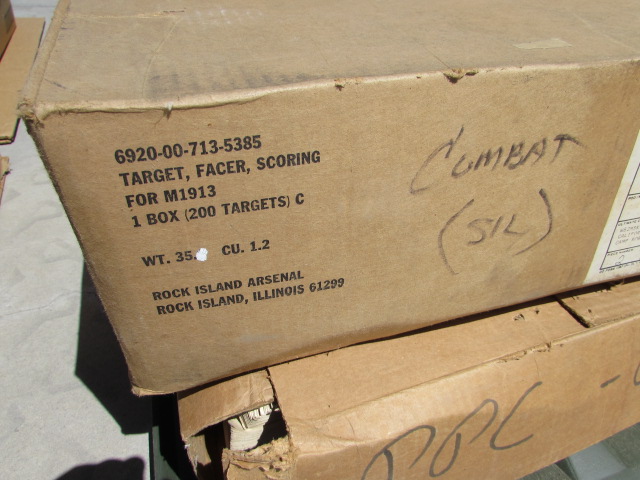 6920-00-713-5385
TARGET, FACER, SCORING
FOR M1913
1 BOX (200 TARGETS) C
WT. 35. CU. 1.2
ROCK ISLAND ARSENAL
ROCK ISLAND, ILLINOIS 61299
COMBAT
(SIL)
PPC -